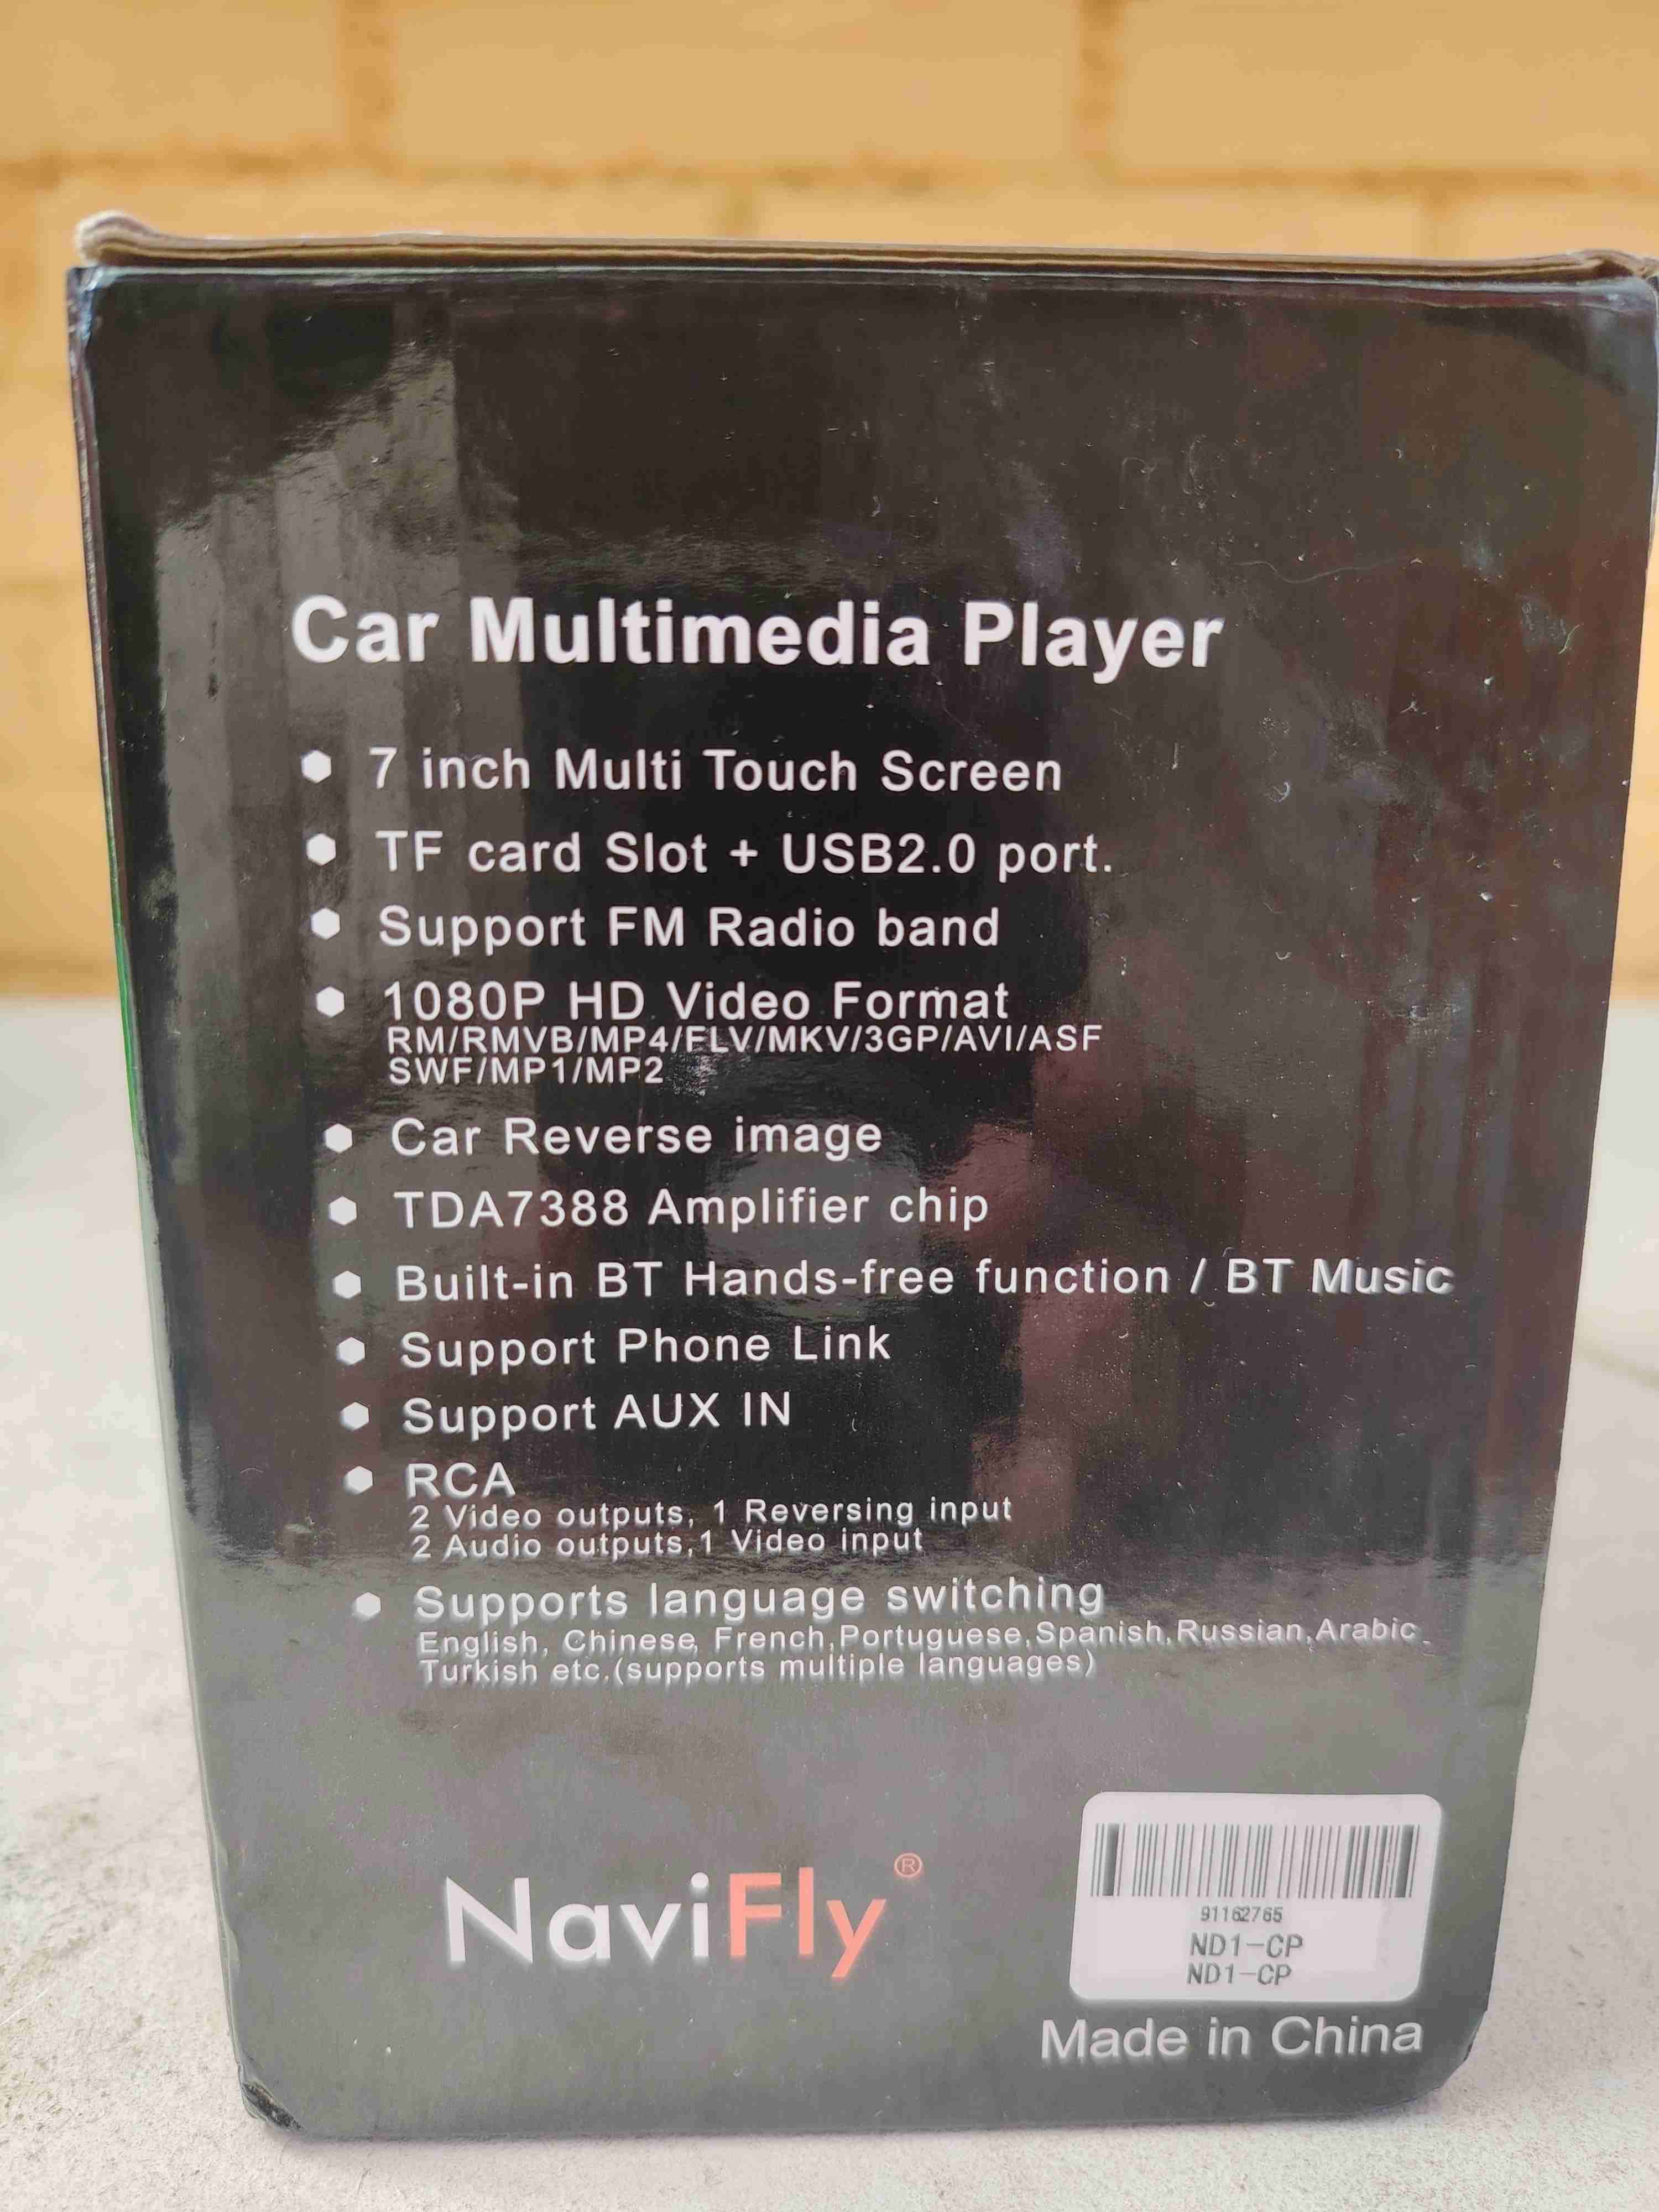 Car Multimedia Player
7 inch Multi Touch Screen
TF card Slot + USB2.0 port.
Support FM Radio band
1080P HD Video Format
RM/RMVB/MP4/FLV/MKV/3GP/AVI/ASF
SWF/MP1/MP2
Car Reverse image
TDA7388 Amplifier chip
Built-in BT Hands-free function / BT Music
Support Phone Link
Support AUX IN
RCA
2 Video outputs, 1 Reversing input
2 Audio outputs,1 Video input
Supports language switching
English, Chinese, French,Portuguese,Spanish,Russian,Arabic.
Turkish etc.(supports multiple languages)
NaviFly®
91162765
ND1-CP
ND1-CP
Made in China